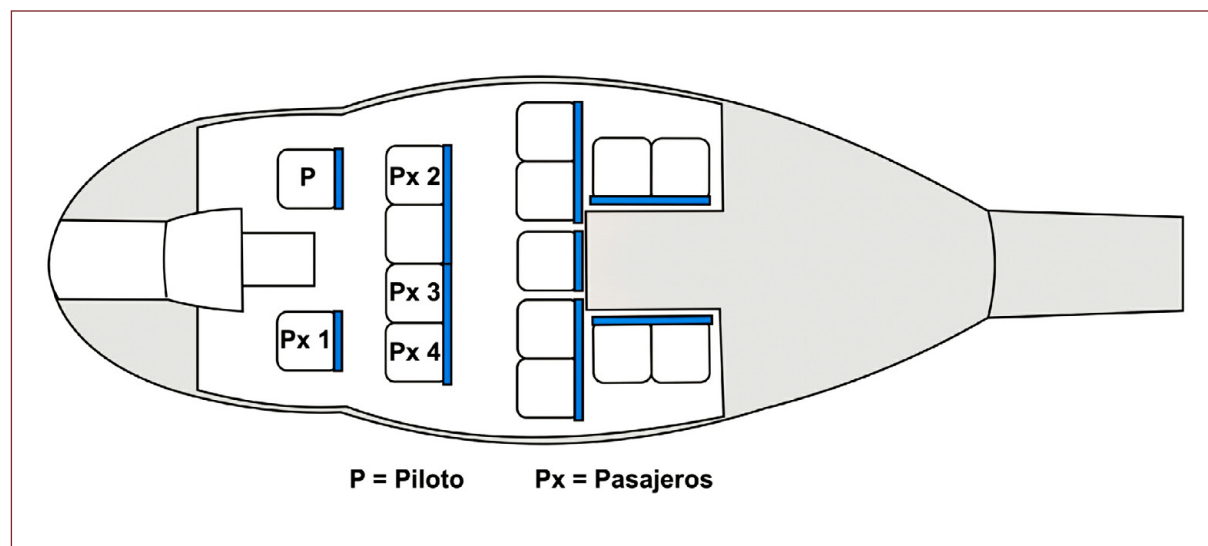 P
Px 2
Px 3
Px 1
Px 4
P = Piloto Px = Pasajeros